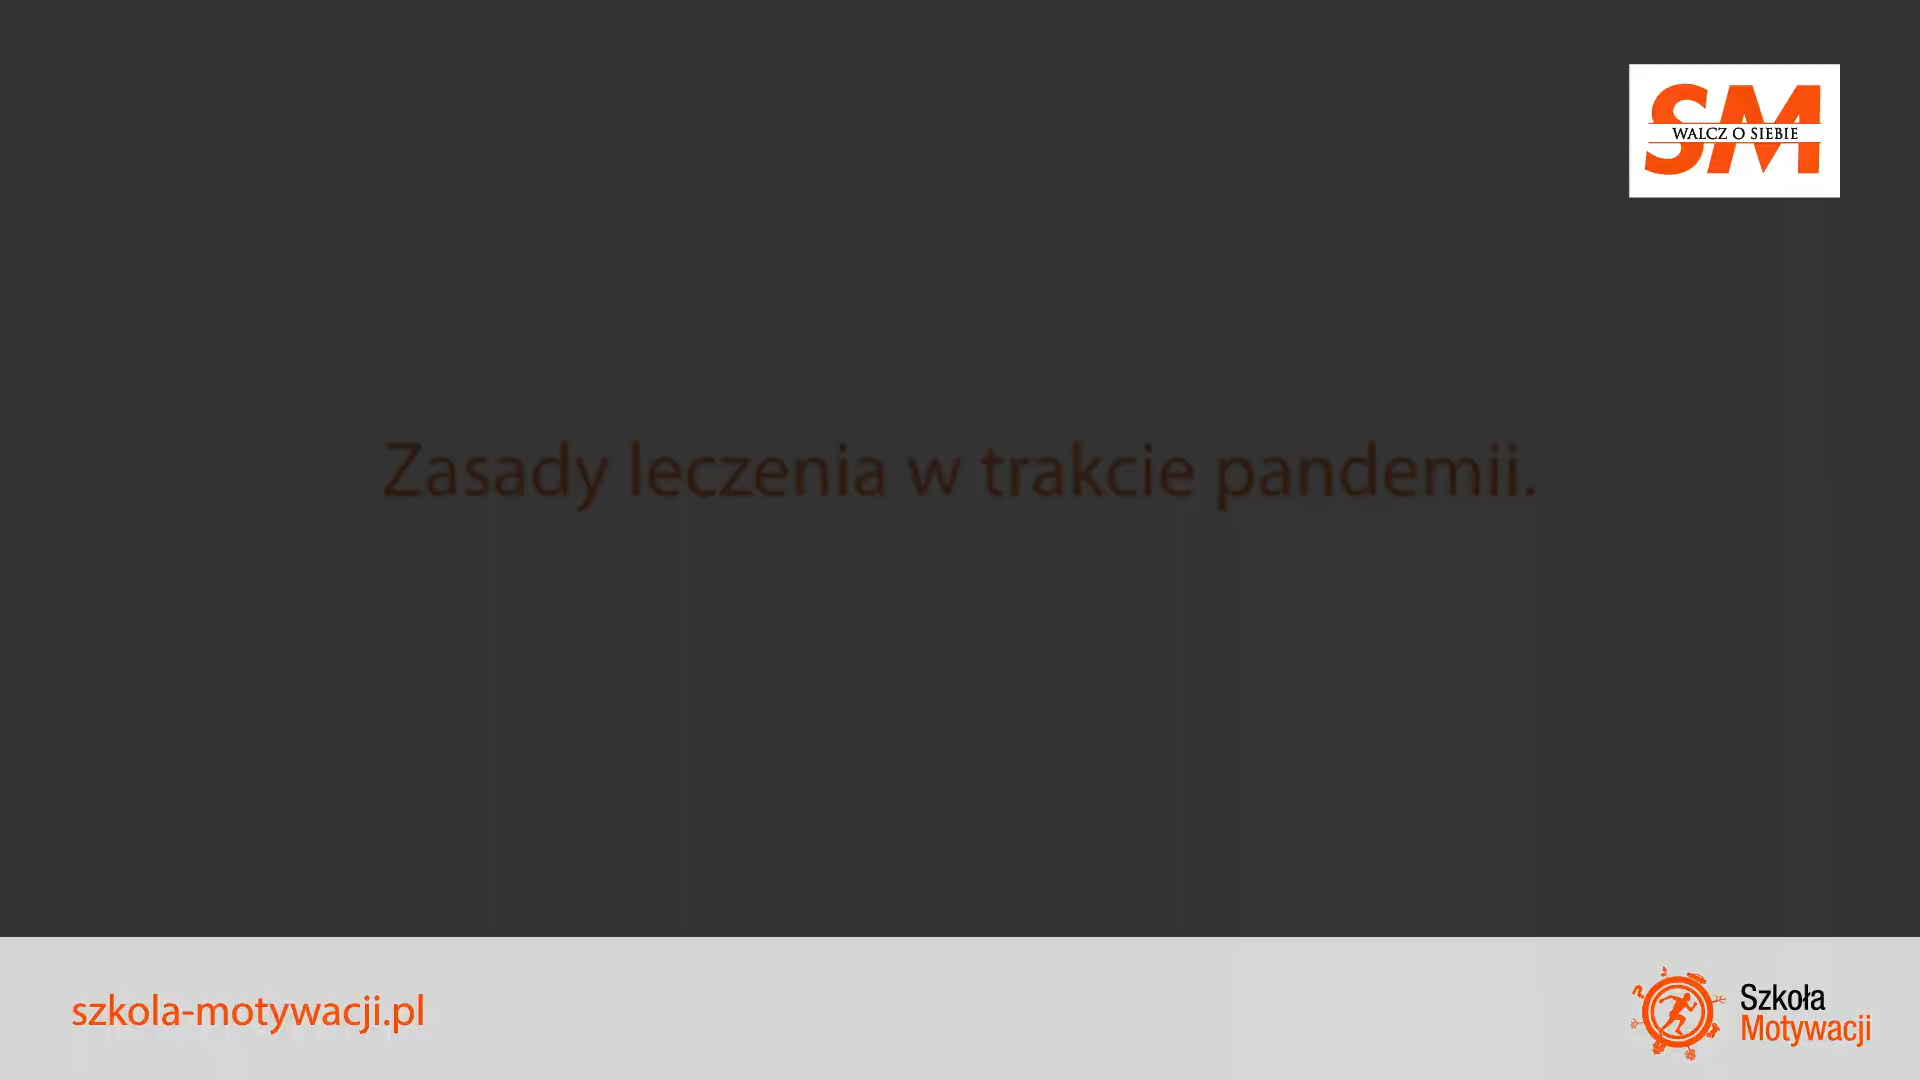 SM
WALCZ O SIEBIE
Zasady leczenia w trakcie pandemii.
szkola-motywacji.pl
Szkoła
Motywacji